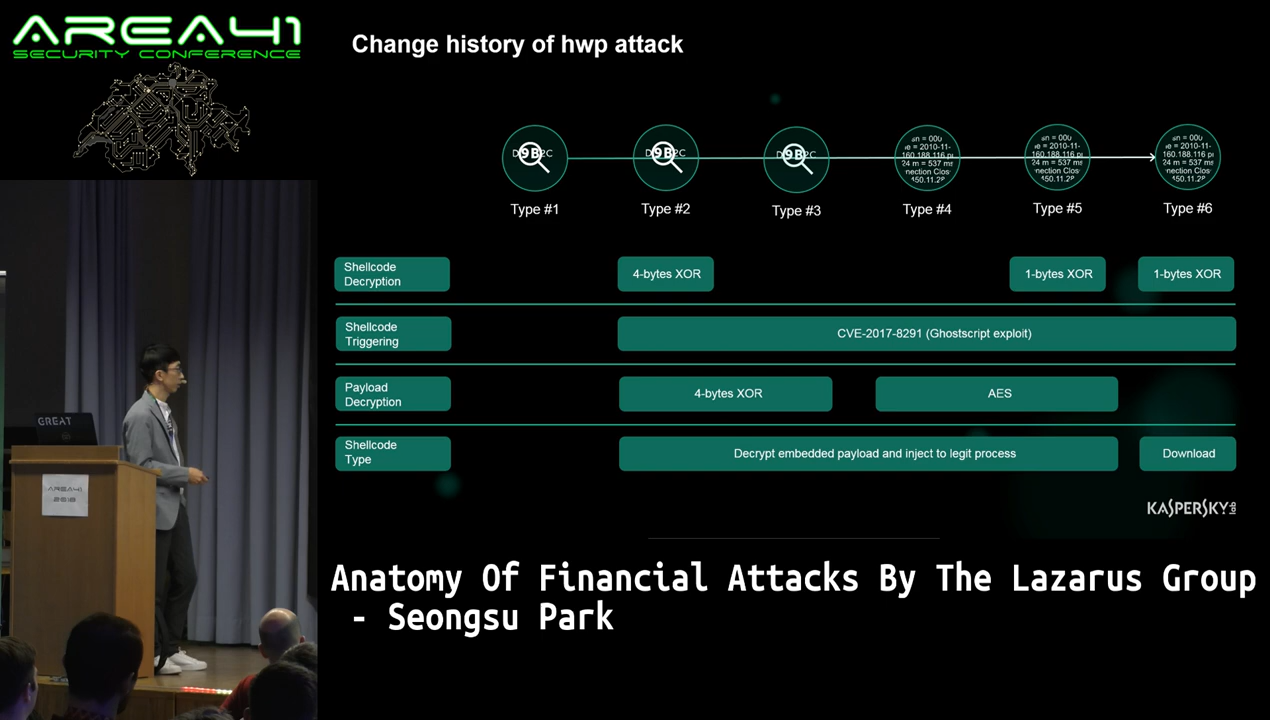 AREA41
SECURITY CONFERENCE
Change history of hwp attack
Type #1
Type #2
Type #3
Type #4
Type #5
Type #6
Shellcode
Decryption
4-bytes XOR
1-bytes XOR
1-bytes XOR
Shellcode
Triggering
CVE-2017-8291 (Ghostscript exploit)
Payload
Decryption
4-bytes XOR
AES
Shellcode
Type
Decrypt embedded payload and inject to legit process
Download
KASPERSKY lab
GREAT
AREA41
2018
Anatomy Of Financial Attacks By The Lazarus Group
- Seongsu Park